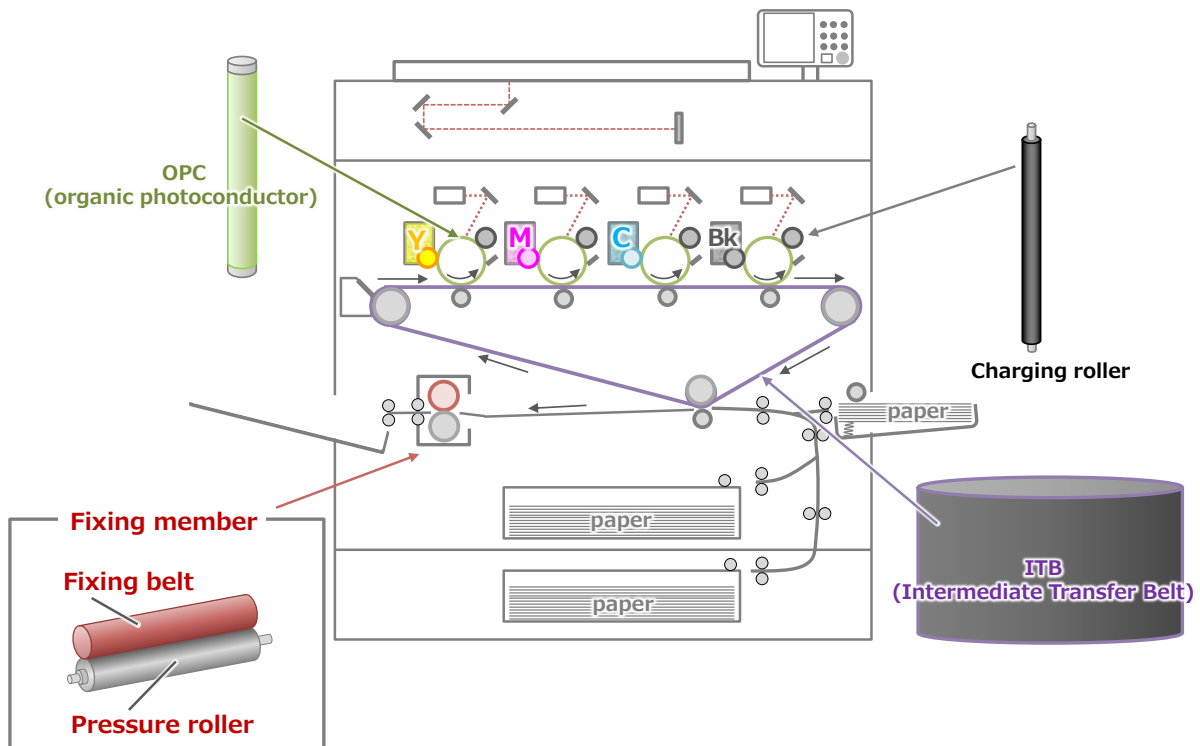 OPC
(organic photoconductor)
Y
M
C
Bk
Charging roller
paper
Fixing member
Fixing belt
Pressure roller
paper
paper
ITB
(Intermediate Transfer Belt)